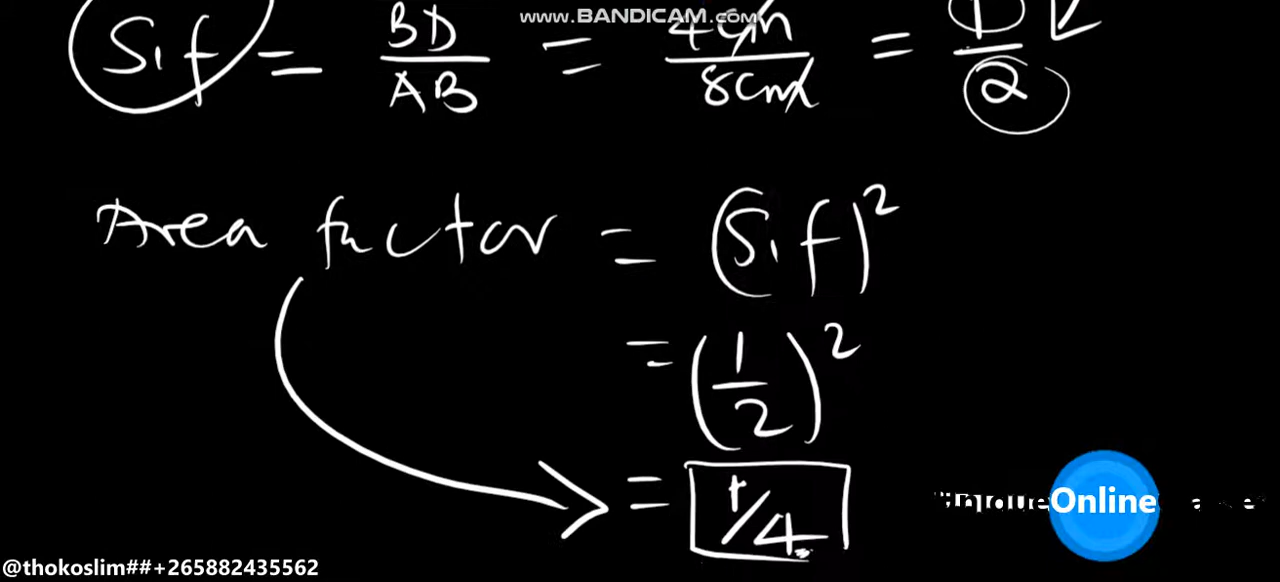 www.BANDICAM.com
S.f = BD/AB = 4cm/8cm = 1/2
Area factor = (S.f)²
= (1/2)²
= 1/4
Online
@thokoslim##+265882435562